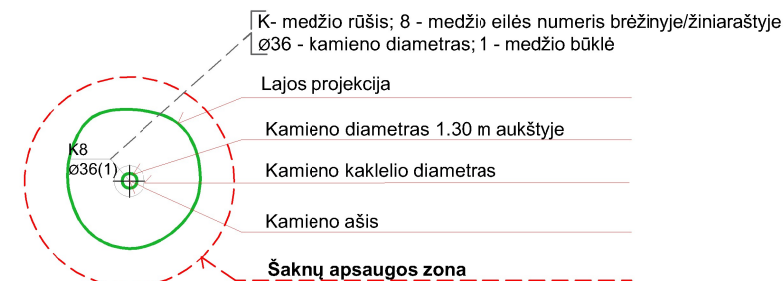 K- medžio rūšis; 8 - medžio eilės numeris brėžinyje/žiniaraštyje
Ø36 - kamieno diametras; 1 - medžio būklė
Lajos projekcija
Kamieno diametras 1.30 m aukštyje
K8
Ø36(1)
Kamieno kaklelio diametras
Kamieno ašis
Šaknų apsaugos zona